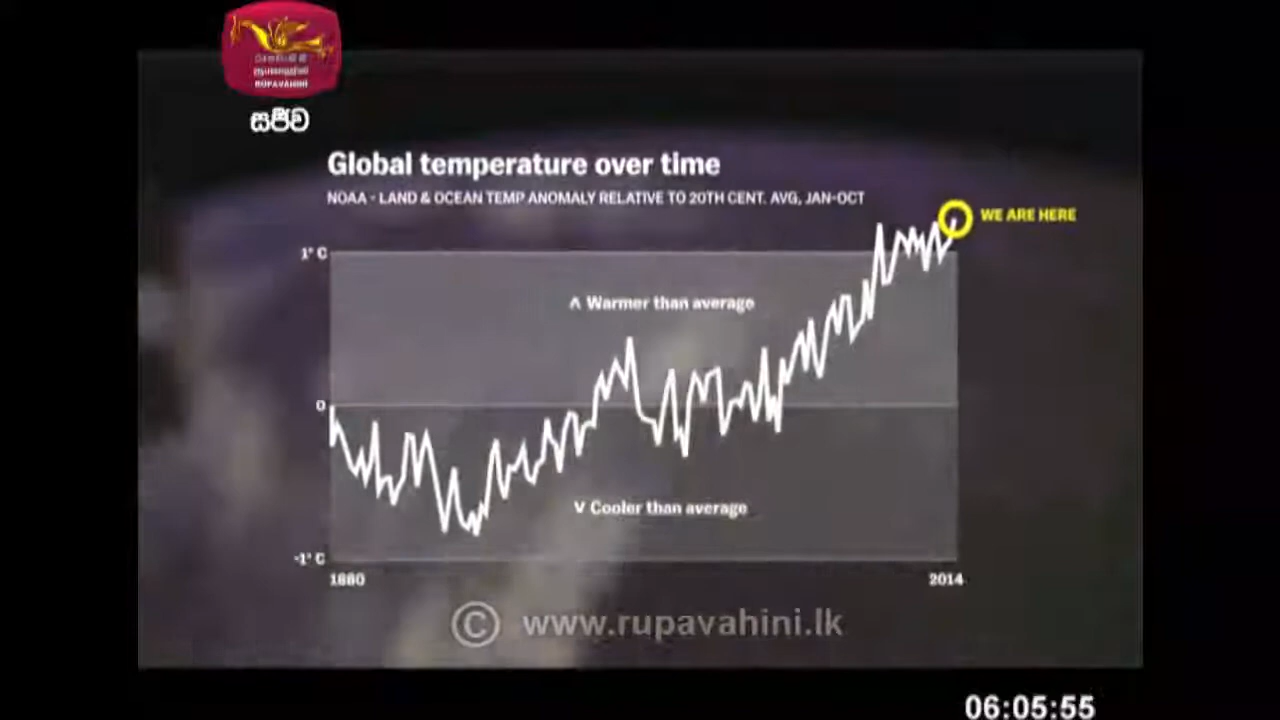 RUPAVAHINI
සජීව
Global temperature over time
NOAA - LAND & OCEAN TEMP ANOMALY RELATIVE TO 20TH CENT. AVG, JAN-OCT
WE ARE HERE
1° C
ʌ Warmer than average
0
v Cooler than average
-1° C
1880 2014
© www.rupavahini.lk
06:05:55